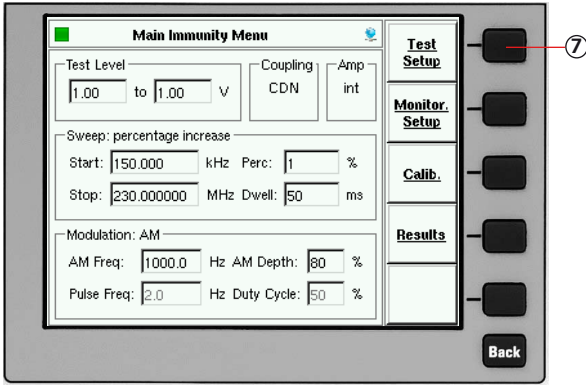 Main Immunity Menu
Test Level
1.00 to 1.00 V
Coupling
CDN
Amp
int
Sweep: percentage increase
Start: 150.000 kHz Perc: 1 %
Stop: 230.000000 MHz Dwell: 50 ms
Modulation: AM
AM Freq: 1000.0 Hz AM Depth: 80 %
Pulse Freq: 2.0 Hz Duty Cycle: 50 %
Test Setup
Monitor. Setup
Calib.
Results
Back
7